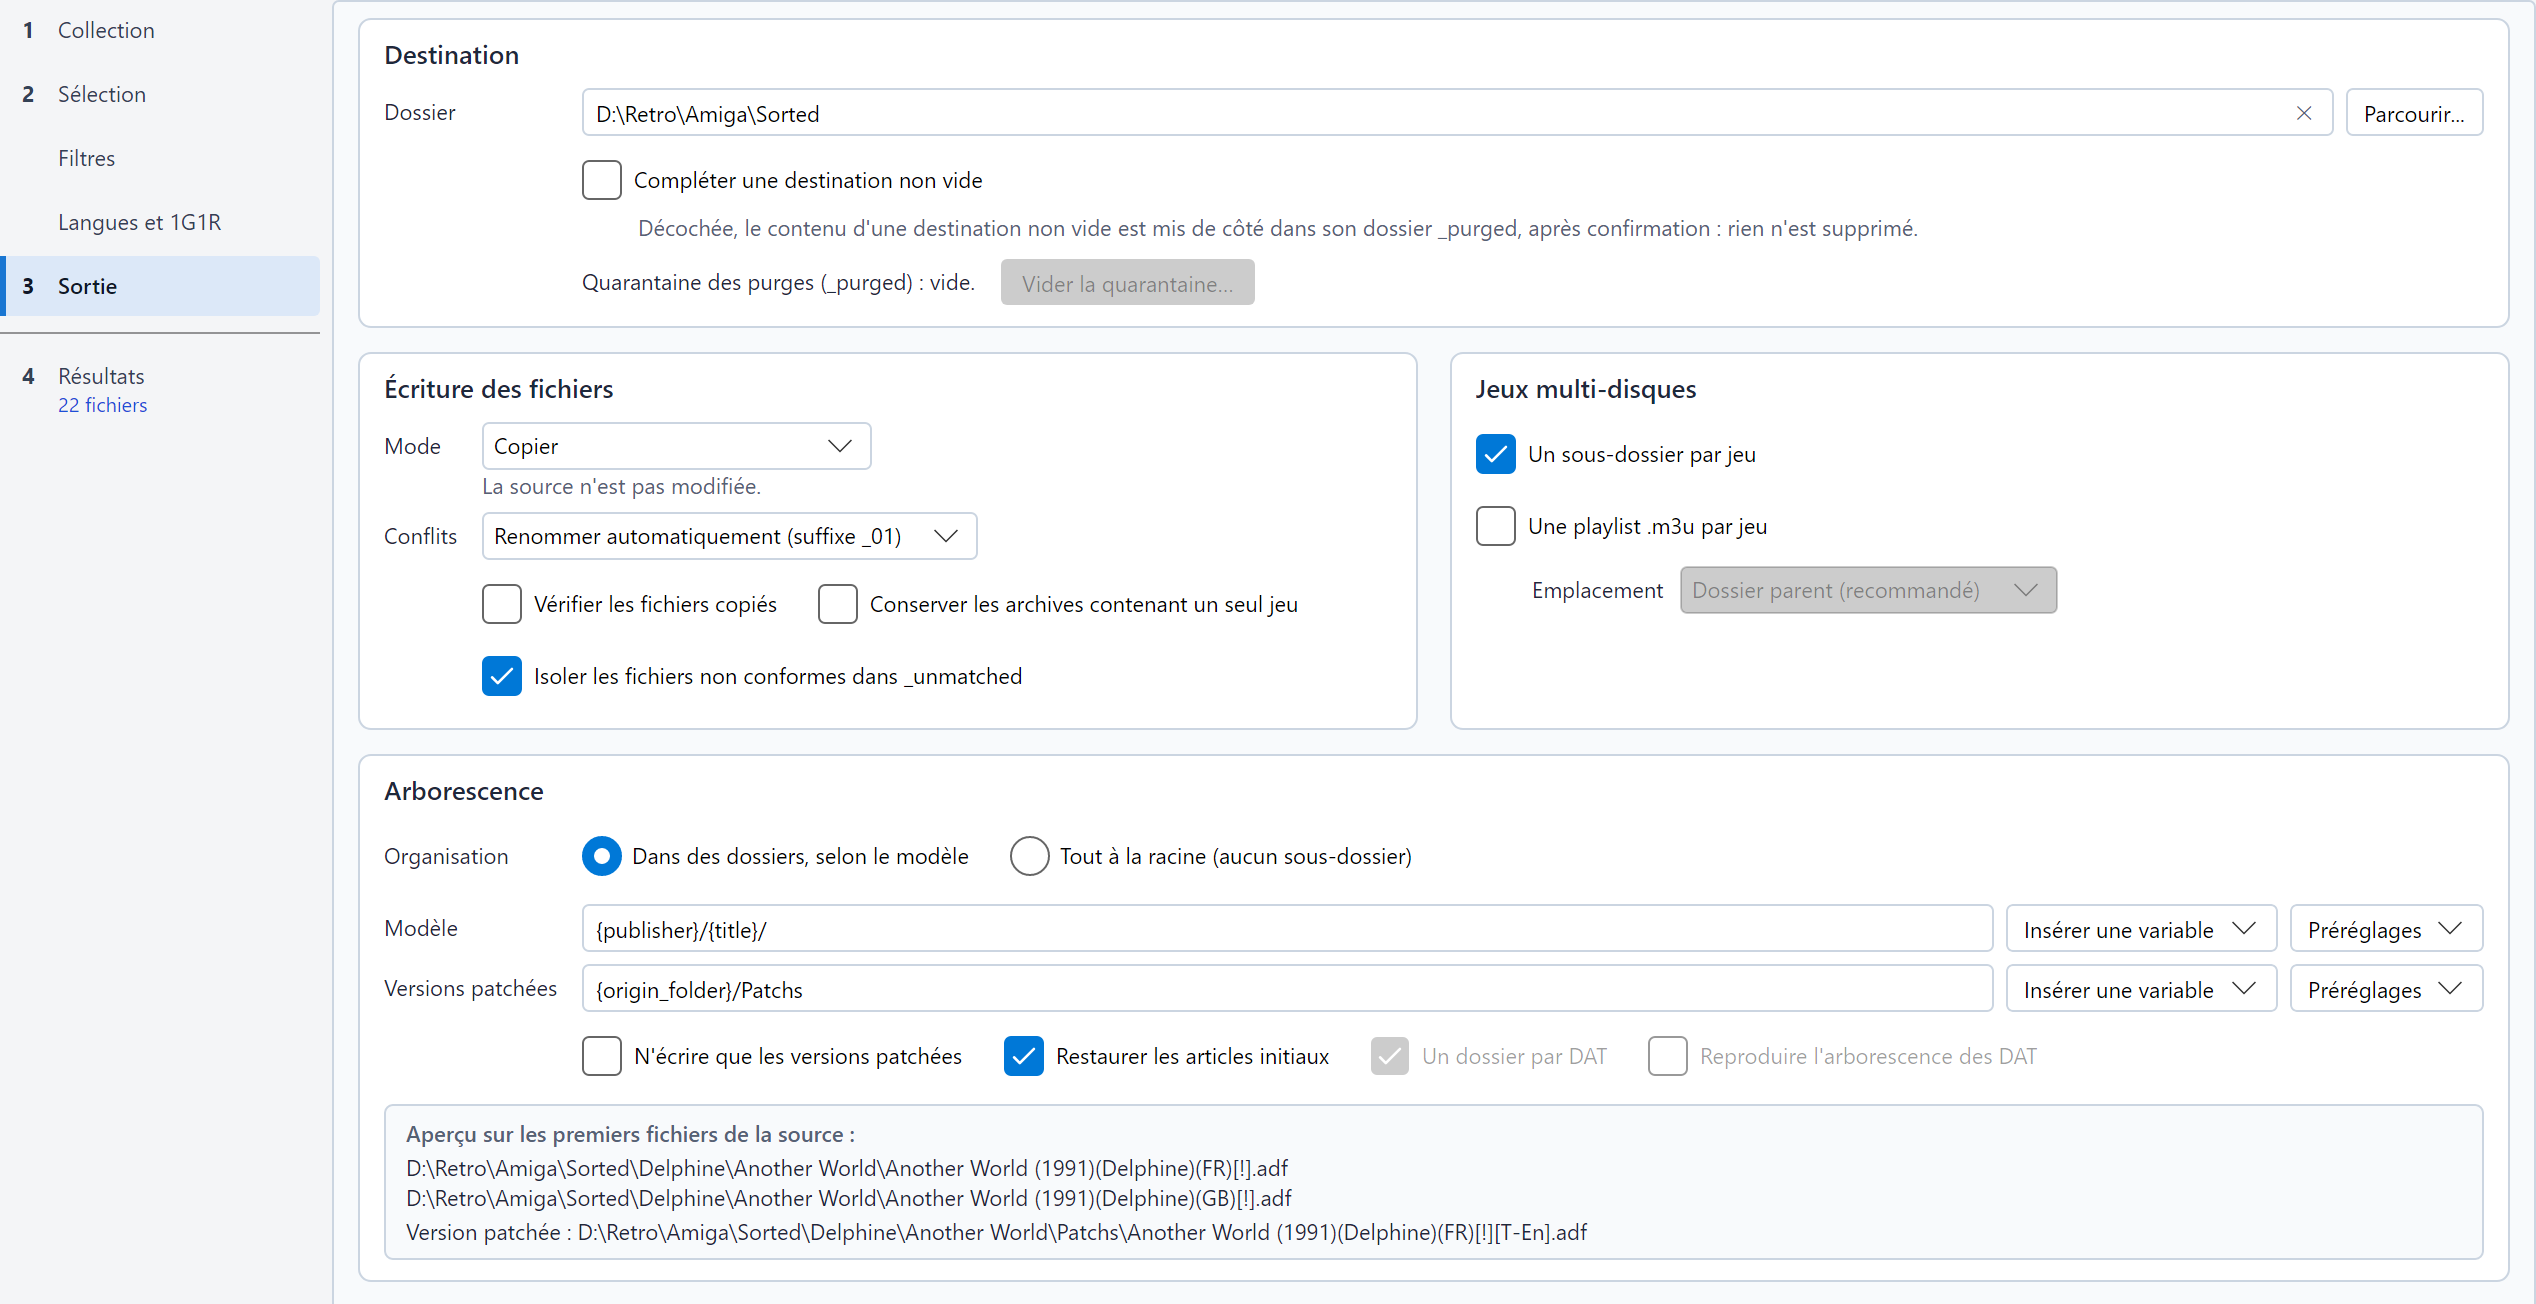 1 Collection
2 Sélection
Filtres
Langues et 1G1R
3 Sortie
4 Résultats
22 fichiers
Destination
Dossier D:\Retro\Amiga\Sorted Parcourir...
Compléter une destination non vide
Décochée, le contenu d'une destination non vide est mis de côté dans son dossier _purged, après confirmation : rien n'est supprimé.
Quarantaine des purges (_purged) : vide. Vider la quarantaine...
Écriture des fichiers
Mode Copier
La source n'est pas modifiée.
Conflits Renommer automatiquement (suffixe _01)
Vérifier les fichiers copiés Conserver les archives contenant un seul jeu
Isoler les fichiers non conformes dans _unmatched
Jeux multi-disques
Un sous-dossier par jeu
Une playlist .m3u par jeu
Emplacement Dossier parent (recommandé)
Arborescence
Organisation Dans des dossiers, selon le modèle Tout à la racine (aucun sous-dossier)
Modèle {publisher}/{title}/ Insérer une variable Préréglages
Versions patchées {origin_folder}/Patchs Insérer une variable Préréglages
N'écrire que les versions patchées Restaurer les articles initiaux Un dossier par DAT Reproduire l'arborescence des DAT
Aperçu sur les premiers fichiers de la source :
D:\Retro\Amiga\Sorted\Delphine\Another World\Another World (1991)(Delphine)(FR)[!].adf
D:\Retro\Amiga\Sorted\Delphine\Another World\Another World (1991)(Delphine)(GB)[!].adf
Version patchée : D:\Retro\Amiga\Sorted\Delphine\Another World\Patchs\Another World (1991)(Delphine)(FR)[!][T-En].adf